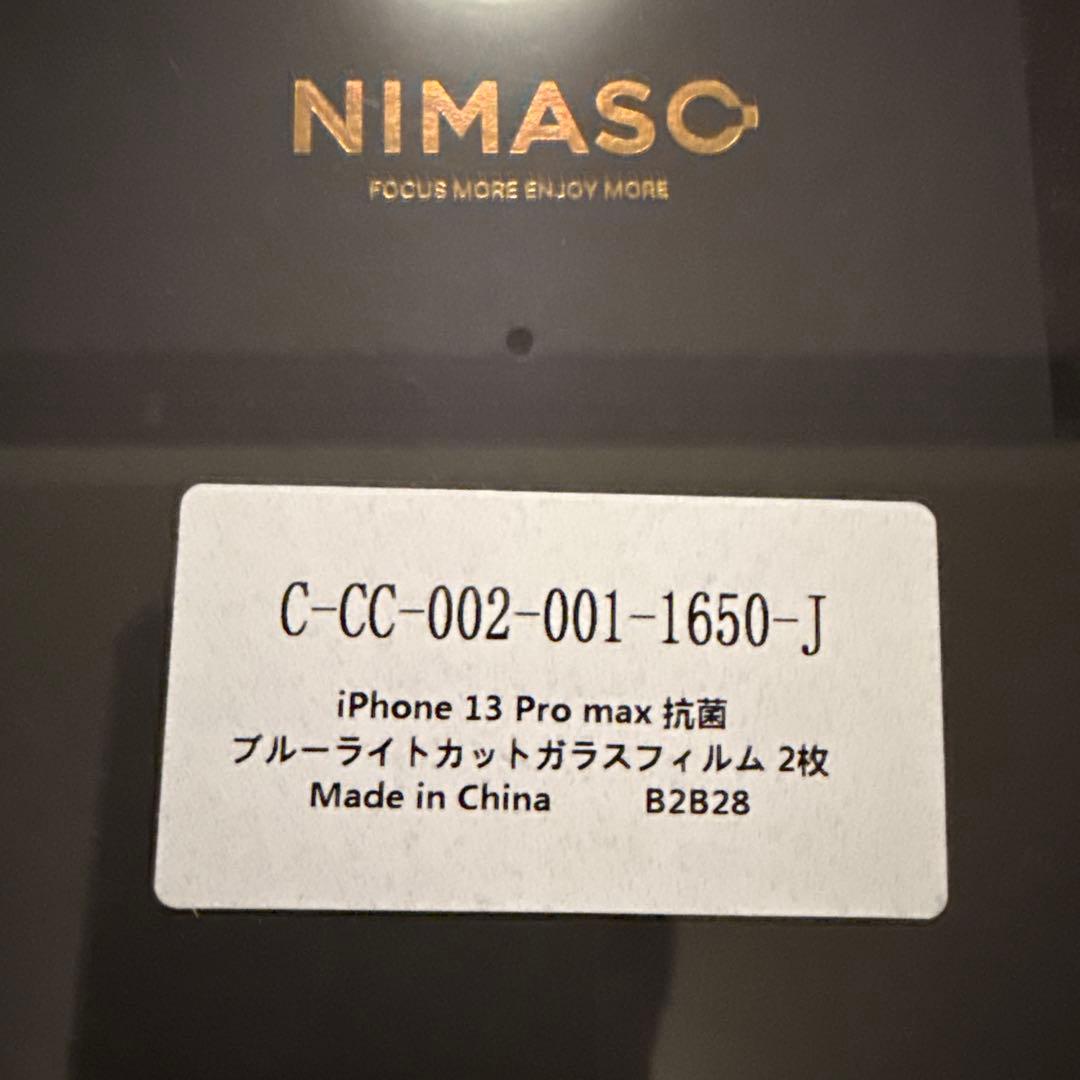 NIMASO
FOCUS MORE ENJOY MORE
C-CC-002-001-1650-J
iPhone 13 Pro max 抗菌
ブルーライトカットガラスフィルム 2枚
Made in China B2B28